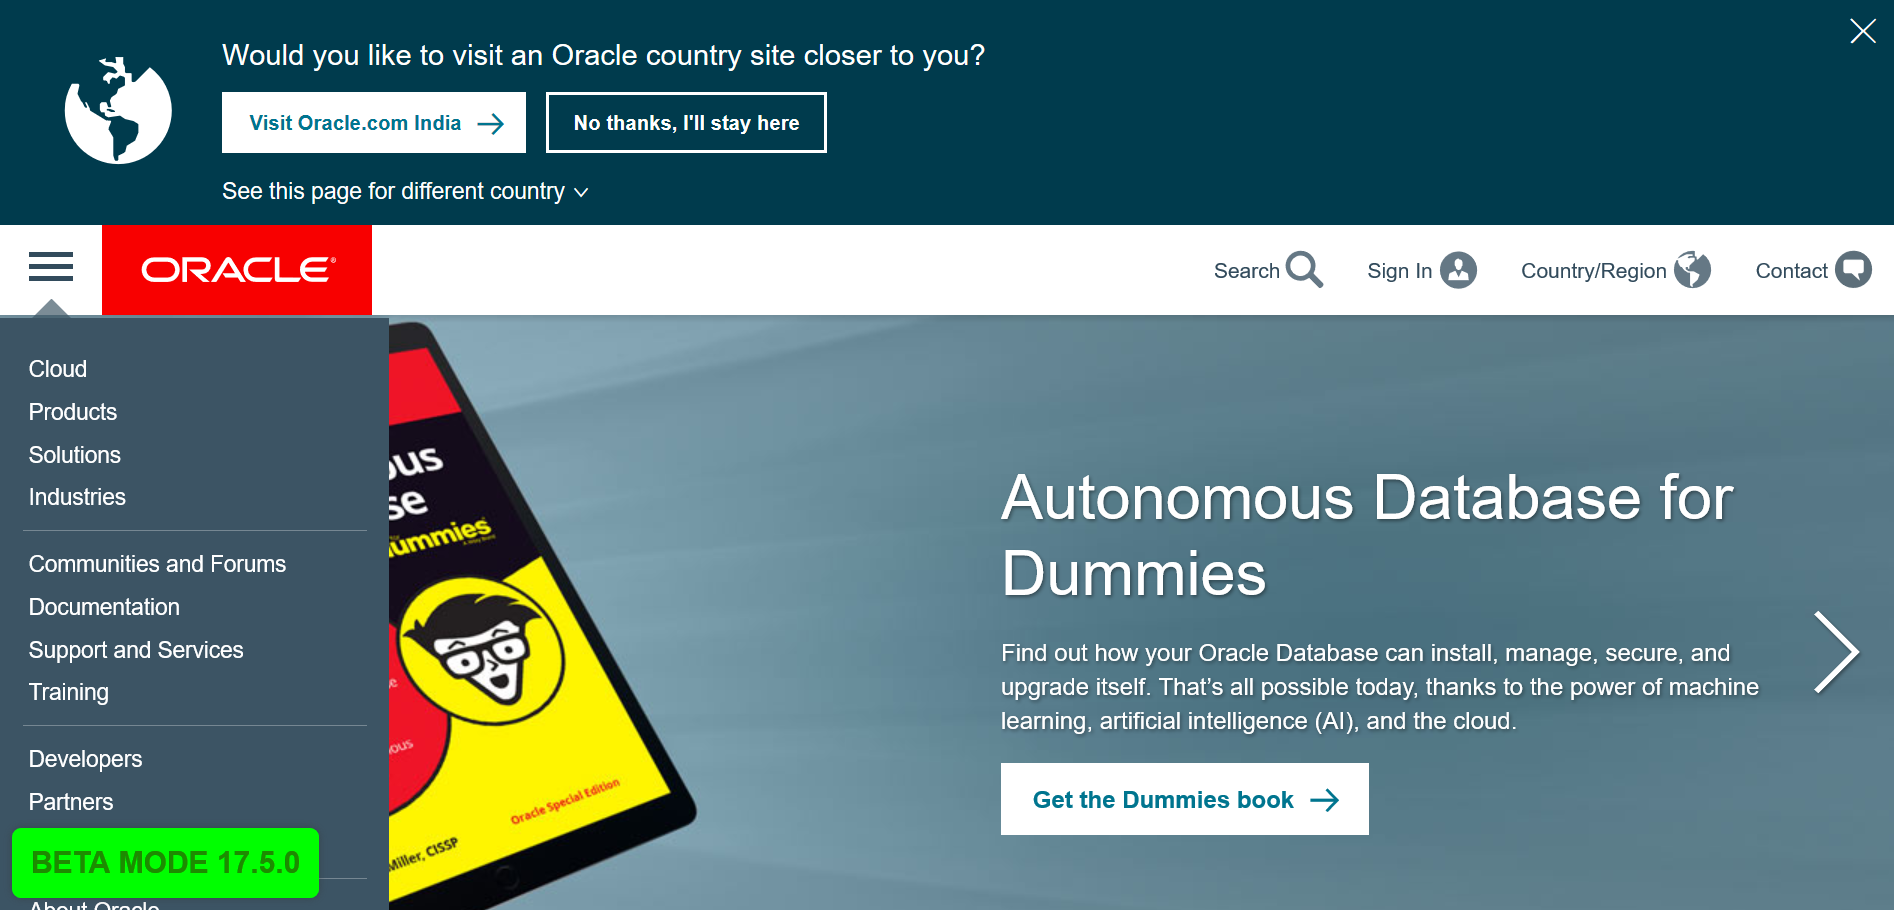 Would you like to visit an Oracle country site closer to you?
Visit Oracle.com India
No thanks, I'll stay here
See this page for different country
ORACLE®
Search
Sign In
Country/Region
Contact
Cloud
Products
Solutions
Industries
Communities and Forums
Documentation
Support and Services
Training
Developers
Partners
BETA MODE 17.5.0
About Oracle
ous
se
for
ummies
A Wiley Brand
ous
Oracle Special Edition
Miller, CISSP
Autonomous Database for
Dummies
Find out how your Oracle Database can install, manage, secure, and
upgrade itself. That’s all possible today, thanks to the power of machine
learning, artificial intelligence (AI), and the cloud.
Get the Dummies book